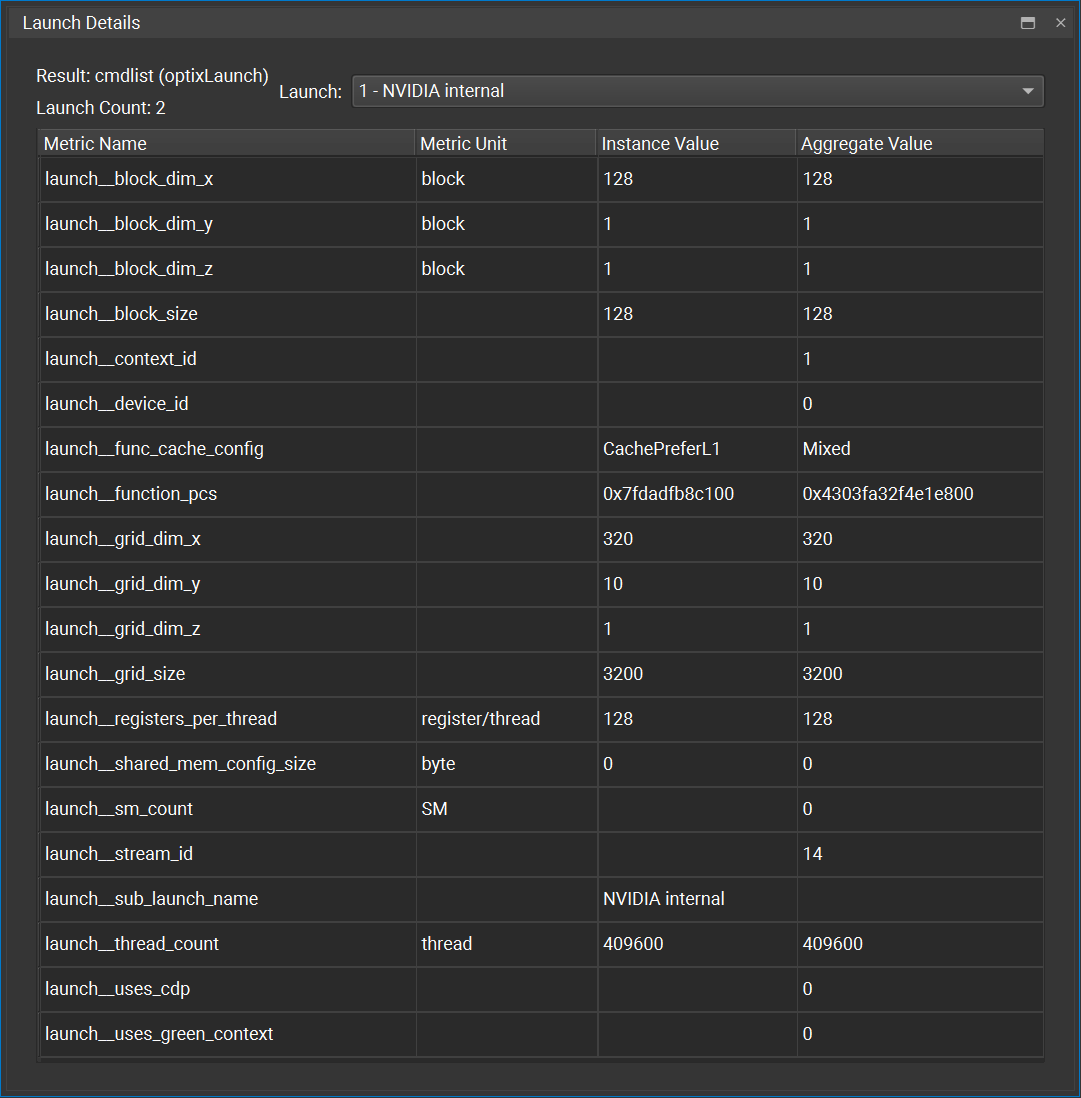 Launch Details
Result: cmdlist (optixLaunch)
Launch: 1 - NVIDIA internal
Launch Count: 2
Metric Name Metric Unit Instance Value Aggregate Value
launch__block_dim_x block 128 128
launch__block_dim_y block 1 1
launch__block_dim_z block 1 1
launch__block_size 128 128
launch__context_id 1
launch__device_id 0
launch__func_cache_config CachePreferL1 Mixed
launch__function_pcs 0x7fdadfb8c100 0x4303fa32f4e1e800
launch__grid_dim_x 320 320
launch__grid_dim_y 10 10
launch__grid_dim_z 1 1
launch__grid_size 3200 3200
launch__registers_per_thread register/thread 128 128
launch__shared_mem_config_size byte 0 0
launch__sm_count SM 0
launch__stream_id 14
launch__sub_launch_name NVIDIA internal
launch__thread_count thread 409600 409600
launch__uses_cdp 0
launch__uses_green_context 0